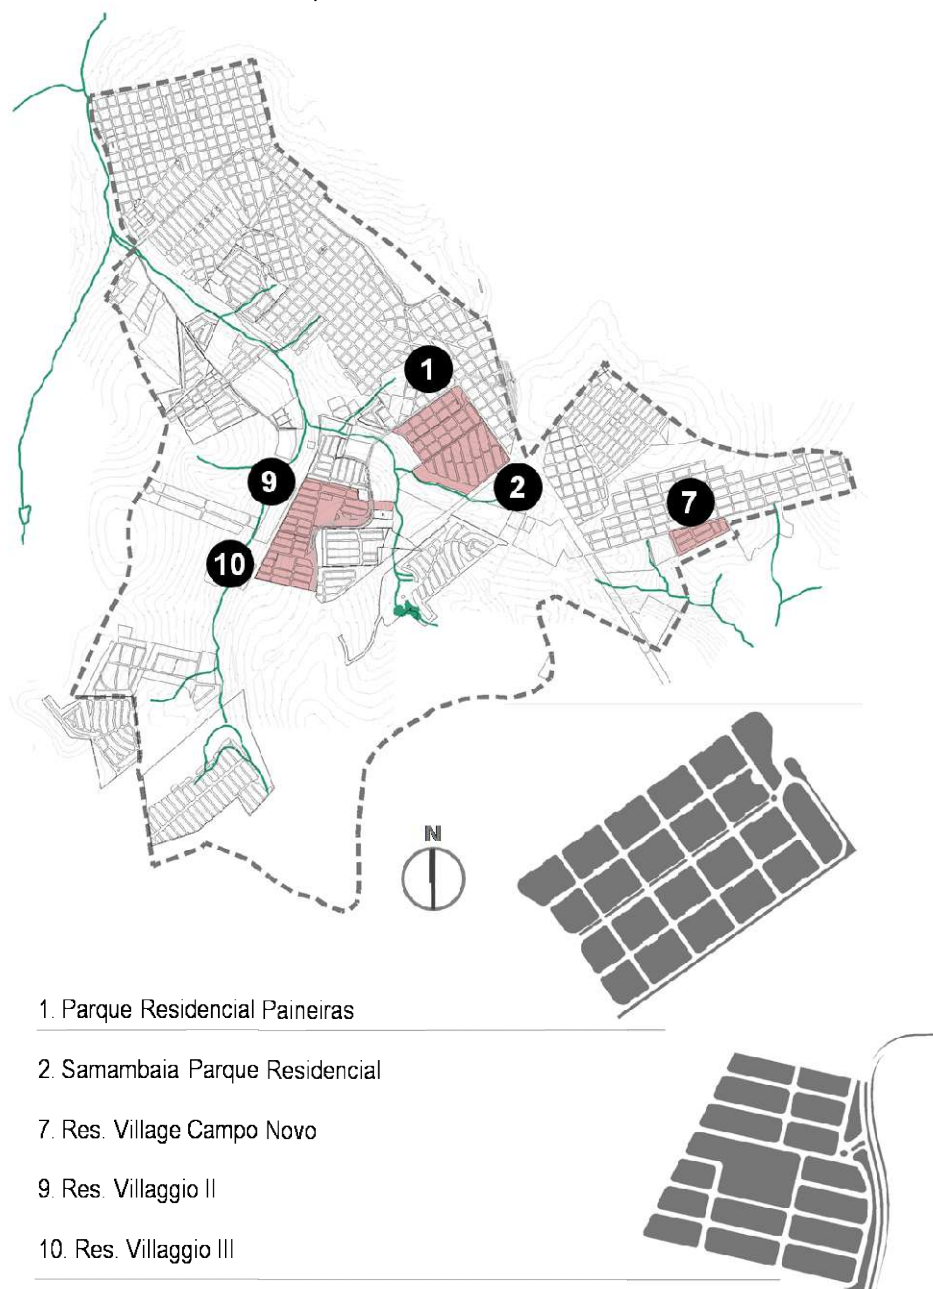 1
2
9
7
10
N
1. Parque Residencial Paineiras
2. Samambaia Parque Residencial
7. Res. Village Campo Novo
9. Res. Villaggio II
10. Res. Villaggio III